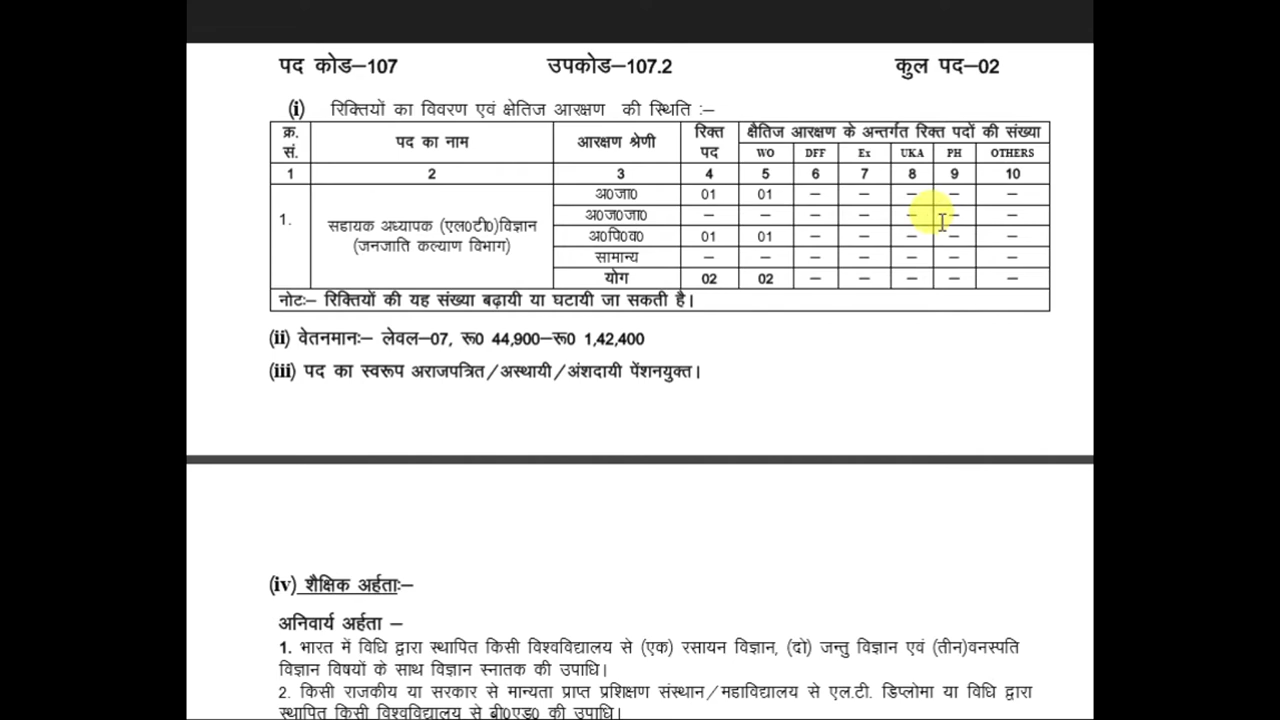 पद कोड–107 उपकोड–107.2 कुल पद–02
(i) रिक्तियों का विवरण एवं क्षेतिज आरक्षण की स्थिति :–
क्र. सं. पद का नाम आरक्षण श्रेणी रिक्त पद क्षैतिज आरक्षण के अन्तर्गत रिक्त पदों की संख्या
WO DFF Ex UKA PH OTHERS
1 2 3 4 5 6 7 8 9 10
1. सहायक अध्यापक (एल0टी0)विज्ञान (जनजाति कल्याण विभाग) अ0जा0 01 01 – – – – –
अ0ज0जा0 – – – – – – –
अ0पि0व0 01 01 – – – – –
सामान्य – – – – – – –
योग 02 02 – – – – –
नोटः– रिक्तियों की यह संख्या बढ़ायी या घटायी जा सकती है।
(ii) वेतनमानः– लेवल–07, रू0 44,900–रू0 1,42,400
(iii) पद का स्वरूप अराजपत्रित/अस्थायी/अंशदायी पेंशनयुक्त।
(iv) शैक्षिक अर्हताः–
अनिवार्य अर्हता –
1. भारत में विधि द्वारा स्थापित किसी विश्वविद्यालय से (एक) रसायन विज्ञान, (दो) जन्तु विज्ञान एवं (तीन)वनस्पति
विज्ञान विषयों के साथ विज्ञान स्नातक की उपाधि।
2. किसी राजकीय या सरकार से मान्यता प्राप्त प्रशिक्षण संस्थान/महाविद्यालय से एल.टी. डिप्लोमा या विधि द्वारा
स्थापित किसी विश्वविद्यालय से बी0एड0 की उपाधि।